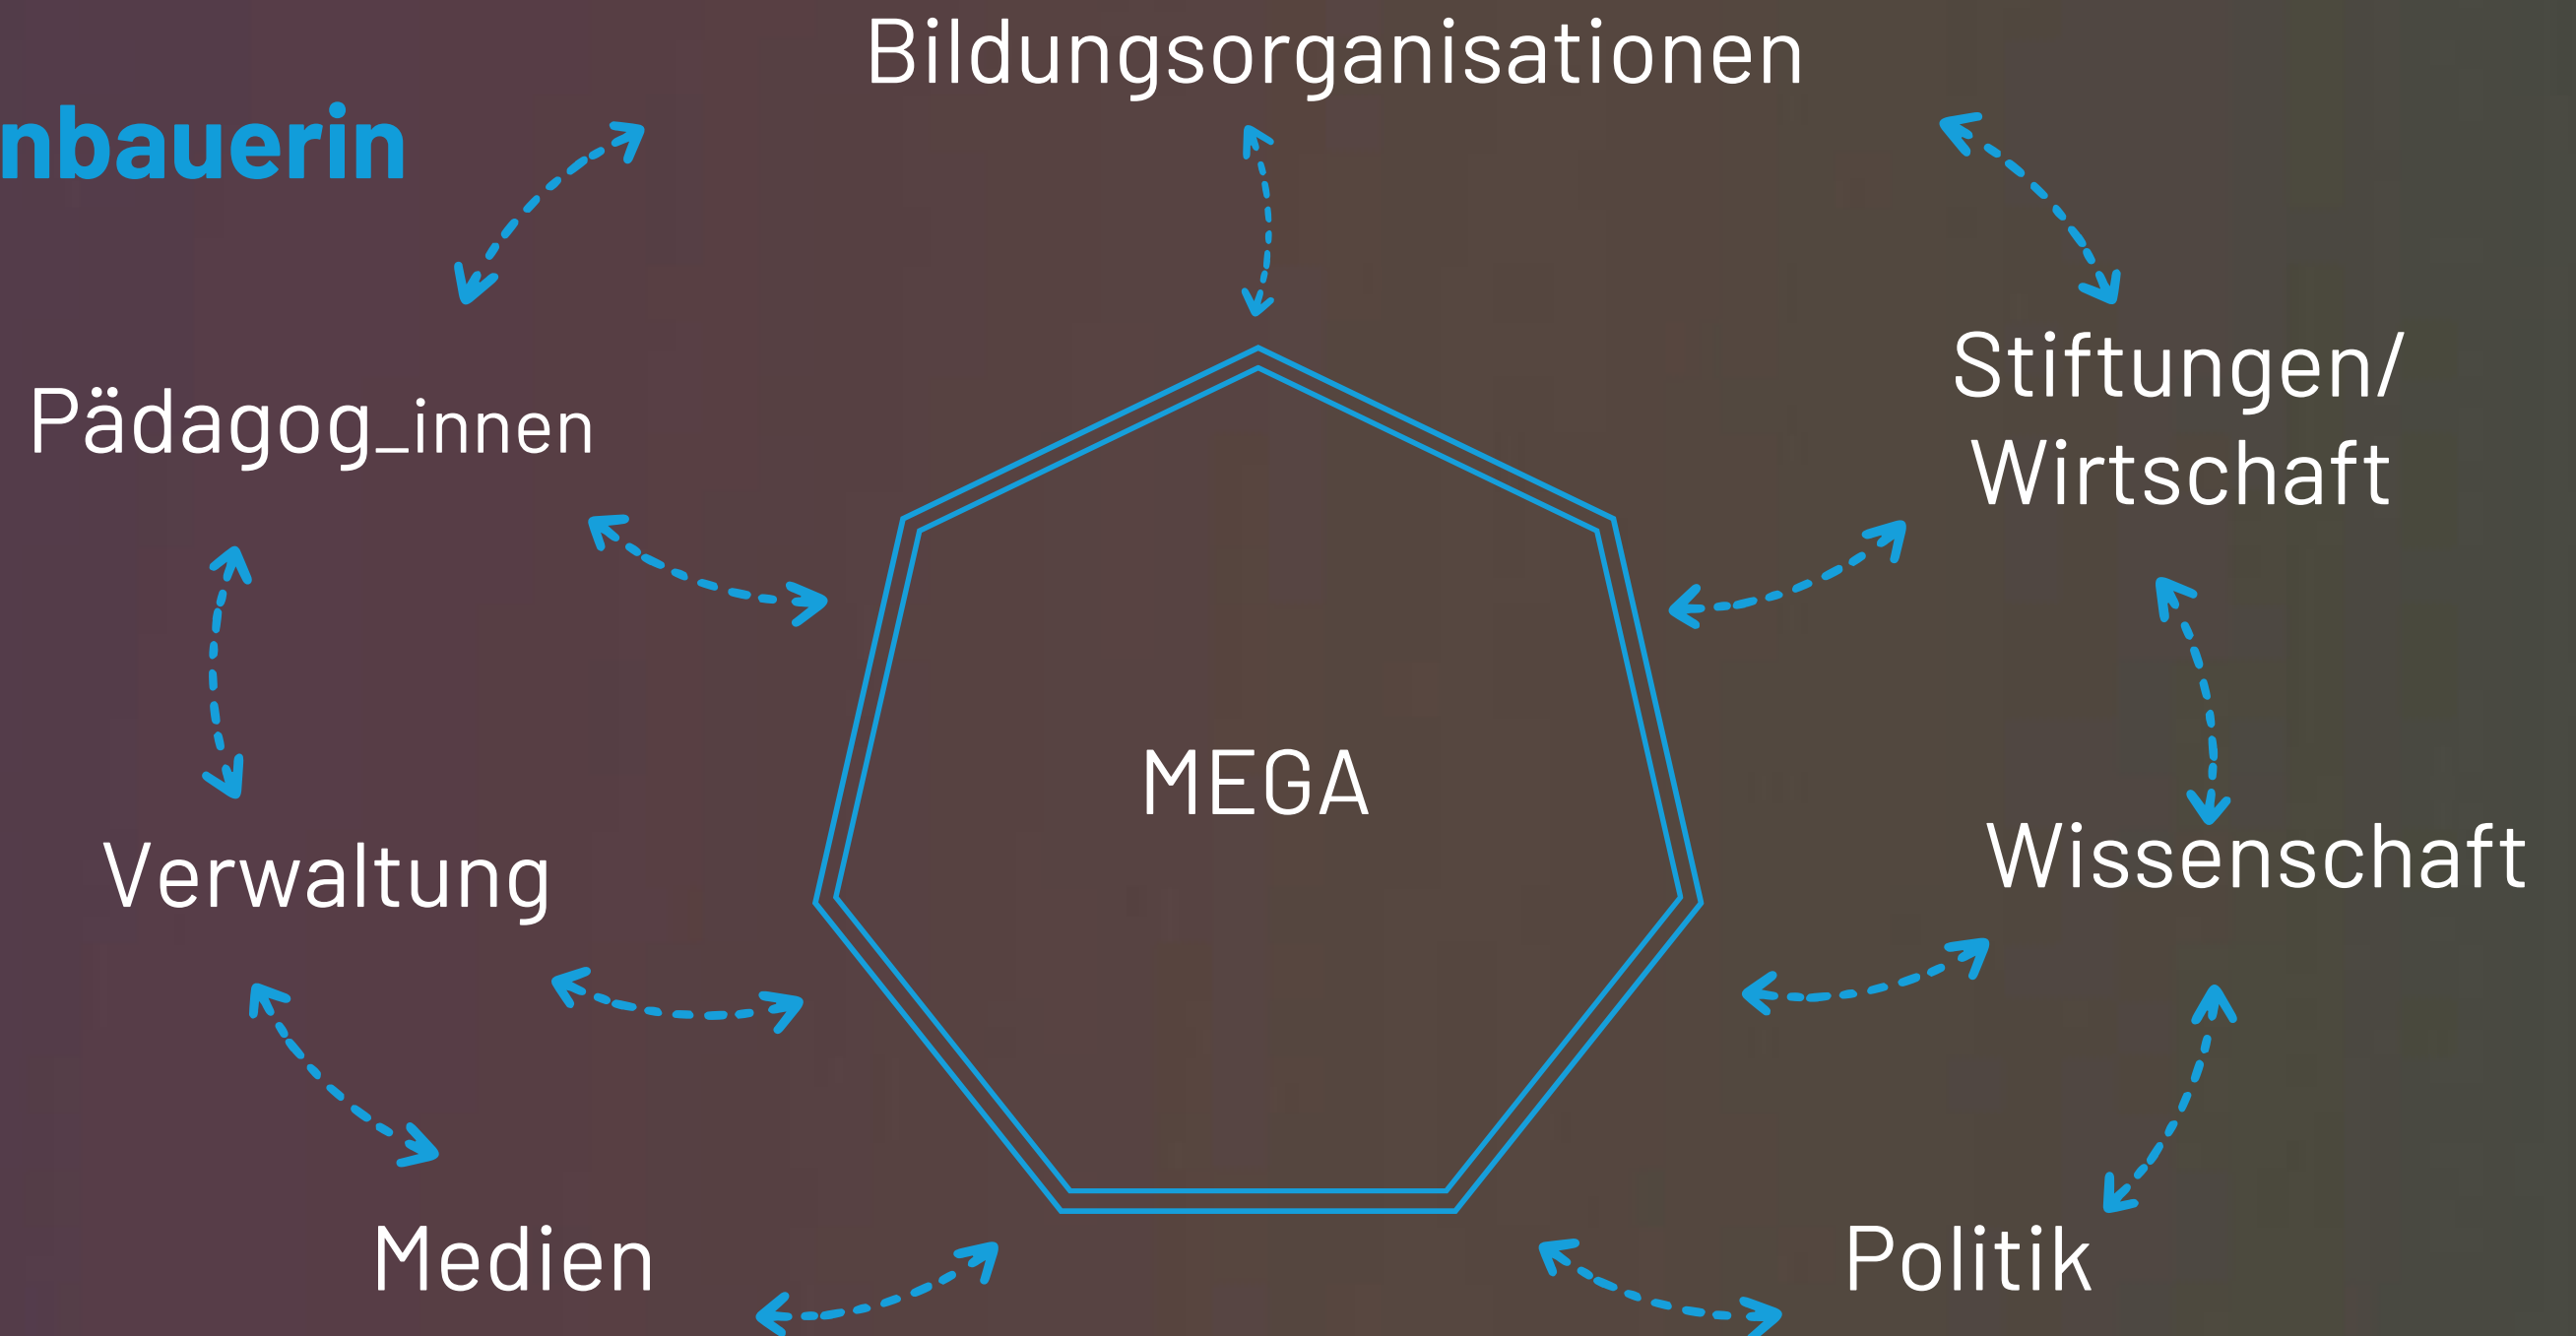 Bildungsorganisationen
nbauerin
Stiftungen/
Wirtschaft
Pädagog_innen
MEGA
Verwaltung
Wissenschaft
Medien
Politik